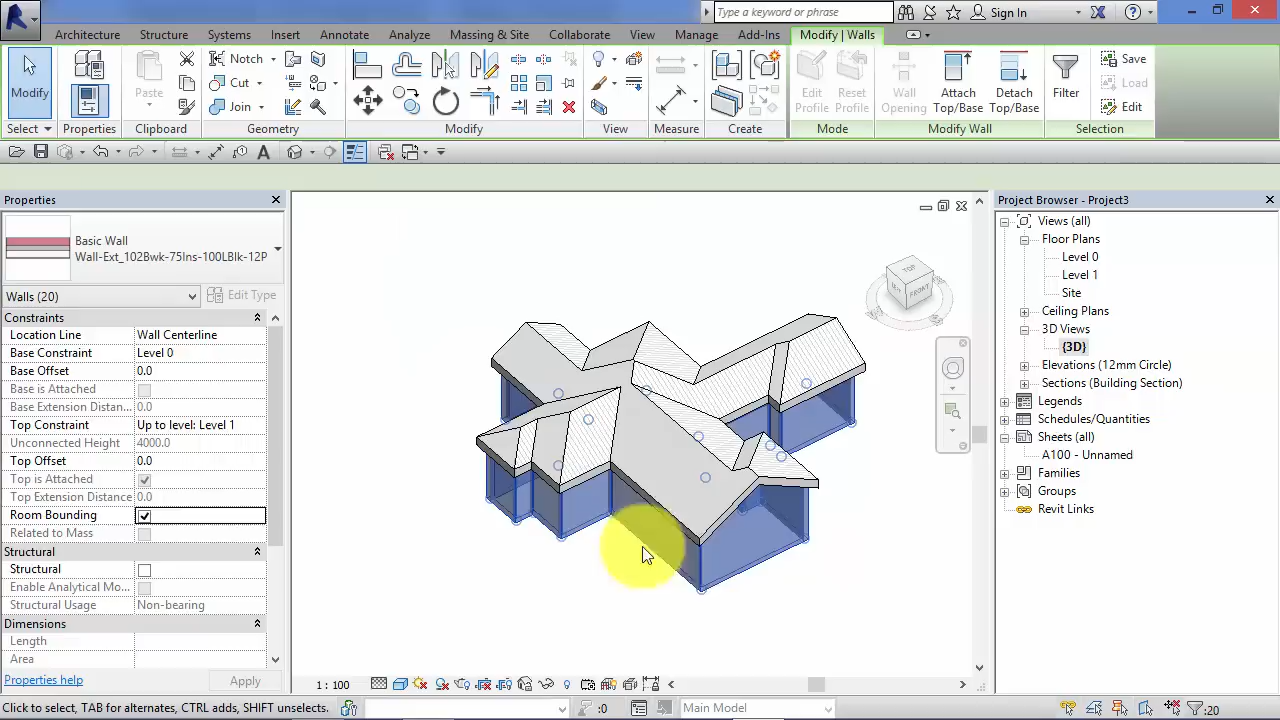 Type a keyword or phrase
Sign In
Architecture Structure Systems Insert Annotate Analyze Massing & Site Collaborate View Manage Add-Ins Modify | Walls
Modify
Paste
Notch
Cut
Join
Edit
Profile
Reset
Profile
Wall
Opening
Attach
Top/Base
Detach
Top/Base
Filter
Save
Load
Edit
Select Properties Clipboard Geometry Modify View Measure Create Mode Modify Wall Selection
Properties
Basic Wall
Wall-Ext_102Bwk-75Ins-100LBlk-12P
Walls (20)
Edit Type
Constraints
Location Line Wall Centerline
Base Constraint Level 0
Base Offset 0.0
Base is Attached
Base Extension Distan... 0.0
Top Constraint Up to level: Level 1
Unconnected Height 4000.0
Top Offset 0.0
Top is Attached
Top Extension Distance 0.0
Room Bounding
Related to Mass
Structural
Structural
Enable Analytical Mo...
Structural Usage Non-bearing
Dimensions
Length
Area
Properties help
Apply
TOP
FRONT
1 : 100
Project Browser - Project3
Views (all)
Floor Plans
Level 0
Level 1
Site
Ceiling Plans
3D Views
{3D}
Elevations (12mm Circle)
Sections (Building Section)
Legends
Schedules/Quantities
Sheets (all)
A100 - Unnamed
Families
Groups
Revit Links
Click to select, TAB for alternates, CTRL adds, SHIFT unselects.
:0
Main Model
:20